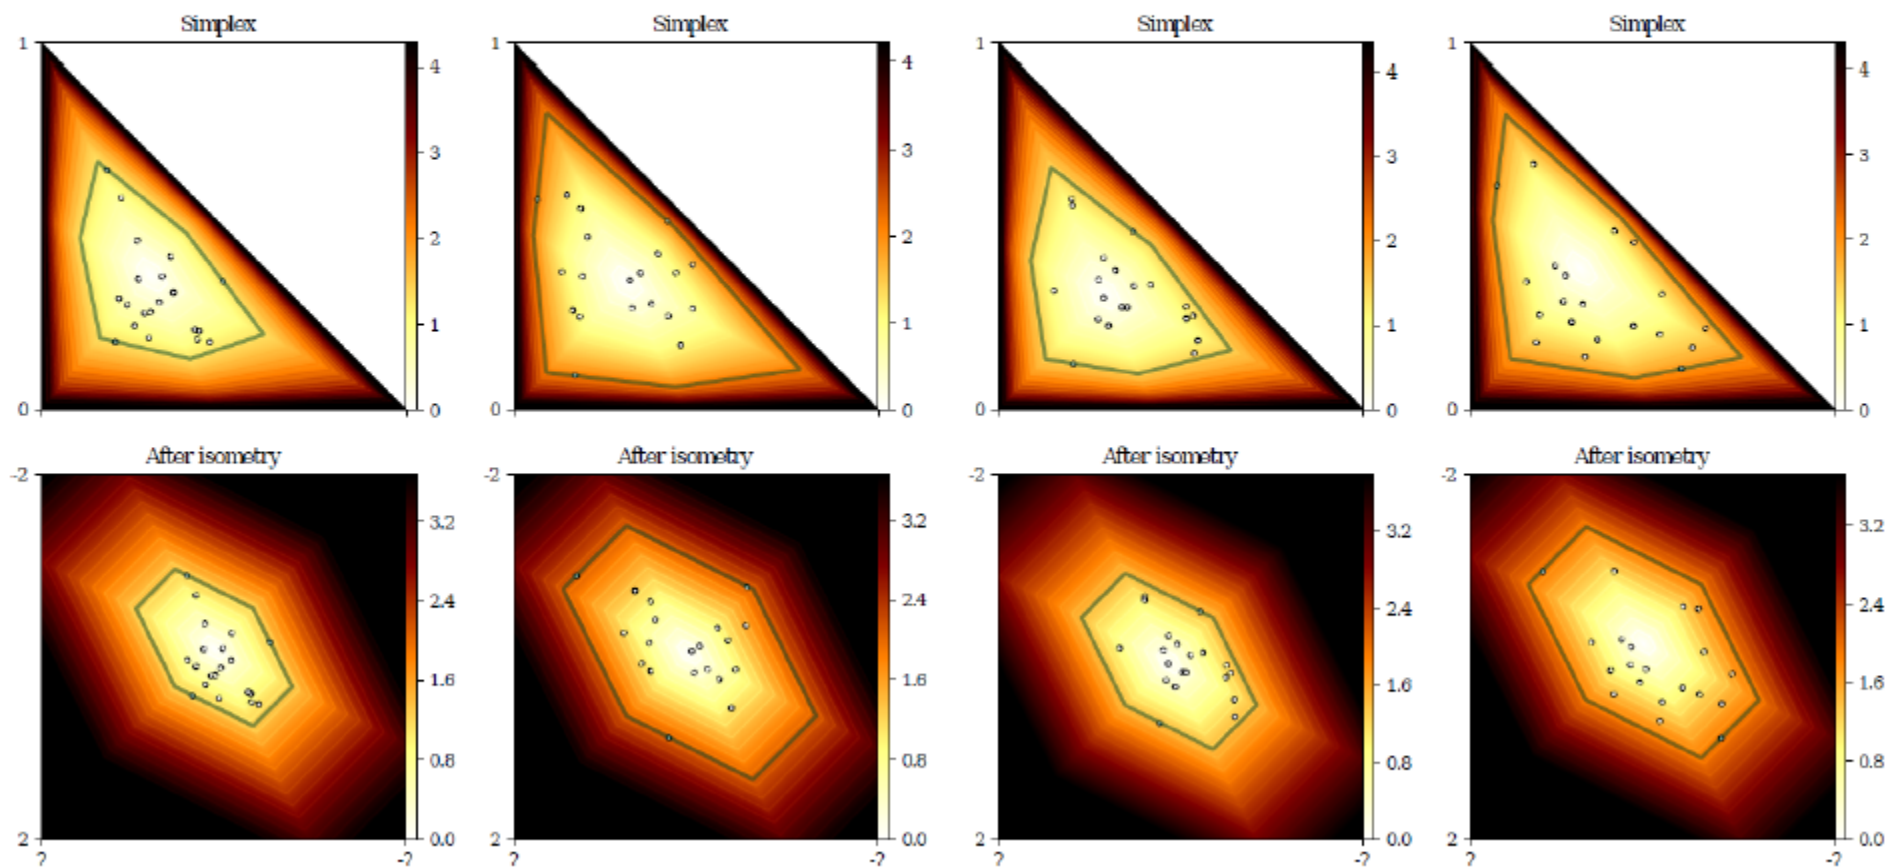 Simplex Simplex Simplex Simplex
1 1 1 1
4 4 4 4
3 3 3 3
2 2 2 2
1 1 1 1
0 0 0 0 0 0 0 0
After isometry After isometry After isometry After isometry
-2 -2 -2 -2
3.2 3.2 3.2 3.2
2.4 2.4 2.4 2.4
1.6 1.6 1.6 1.6
0.8 0.8 0.8 0.8
2 0.0 2 0.0 2 0.0 2 0.0